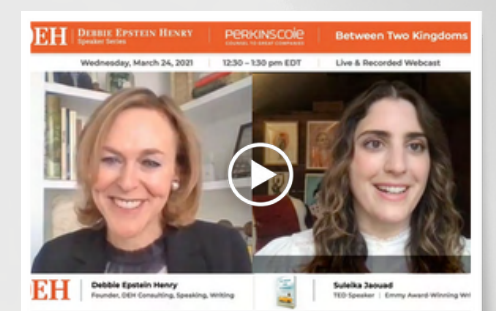 EH
DEBBIE EPSTEIN HENRY
Speaker Series
PERKINSCOIE
COUNSEL TO GREAT COMPANIES
Between Two Kingdoms
Wednesday, March 24, 2021
12:30 – 1:30 pm EDT
Live & Recorded Webcast
EH
Debbie Epstein Henry
Founder, DEH Consulting, Speaking, Writing
Suleika Jaouad
TED Speaker | Emmy Award-Winning Wri